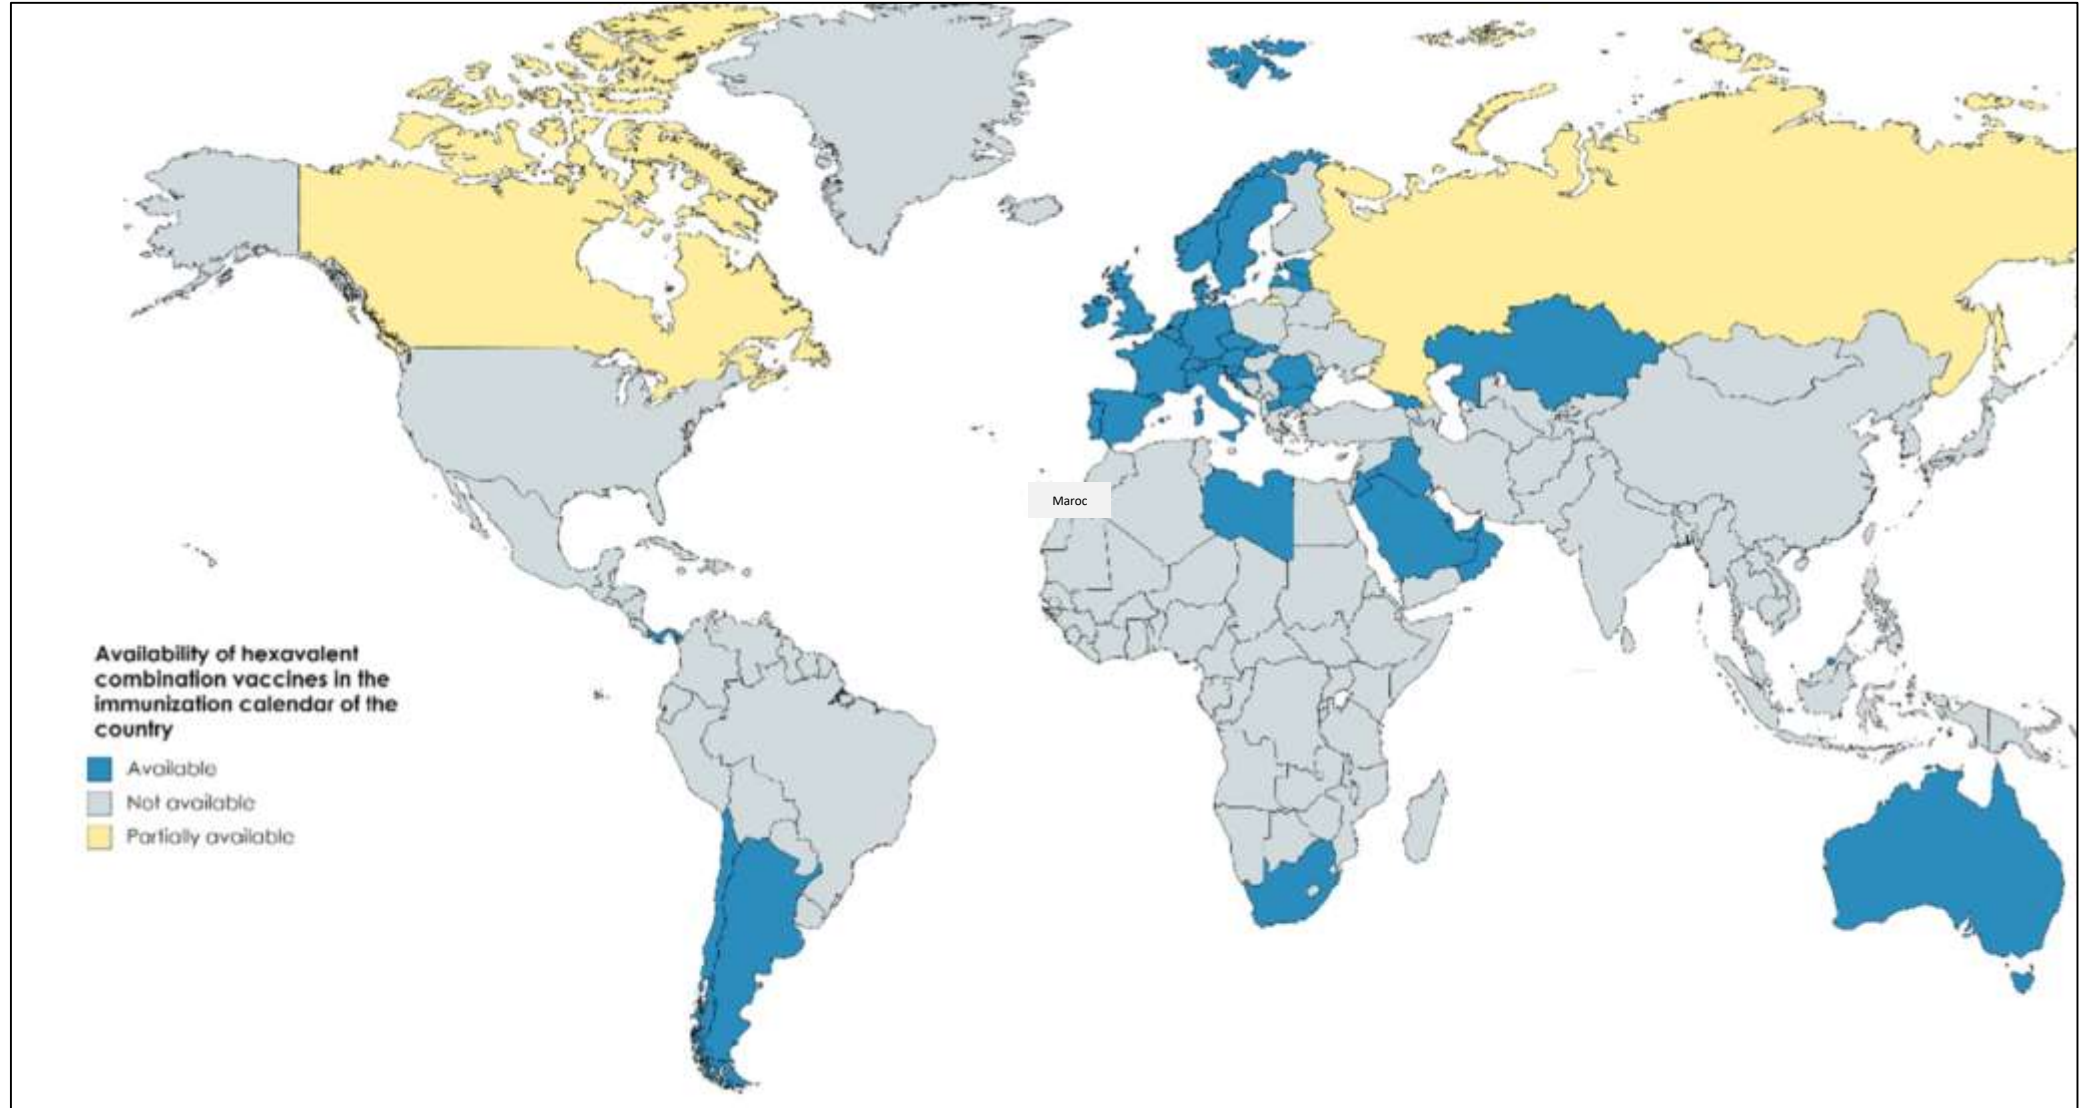 Maroc
Availability of hexavalent
combination vaccines in the
immunization calendar of the
country
Available
Not available
Partially available